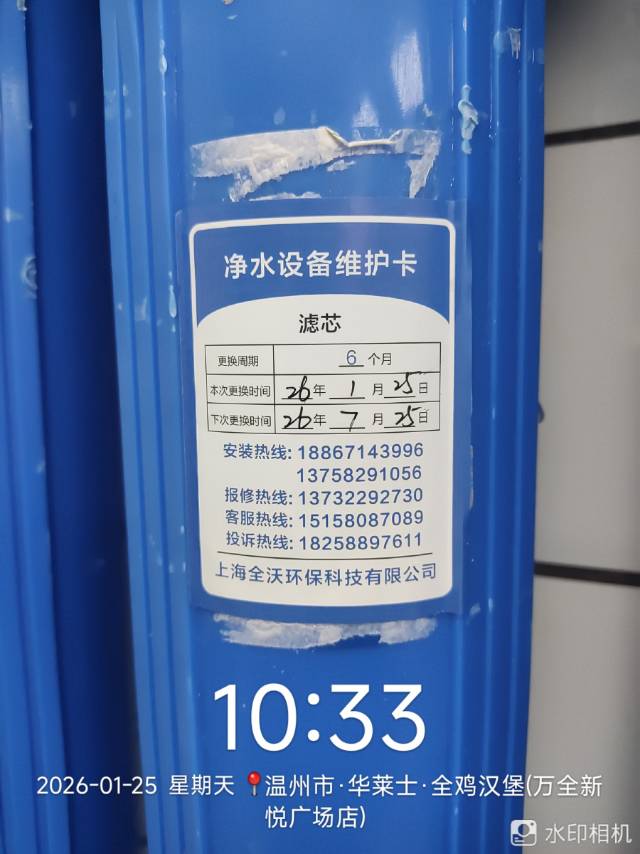 净水设备维护卡
滤芯
更换周期 6 个月
本次更换时间 26年 1 月 25日
下次更换时间 26年 7 月 25日
安装热线: 18867143996
13758291056
报修热线: 13732292730
客服热线: 15158087089
投诉热线: 18258897611
上海全沃环保科技有限公司
10:33
2026-01-25 星期天 📍温州市·华莱士·全鸡汉堡(万全新
悦广场店)
水印相机